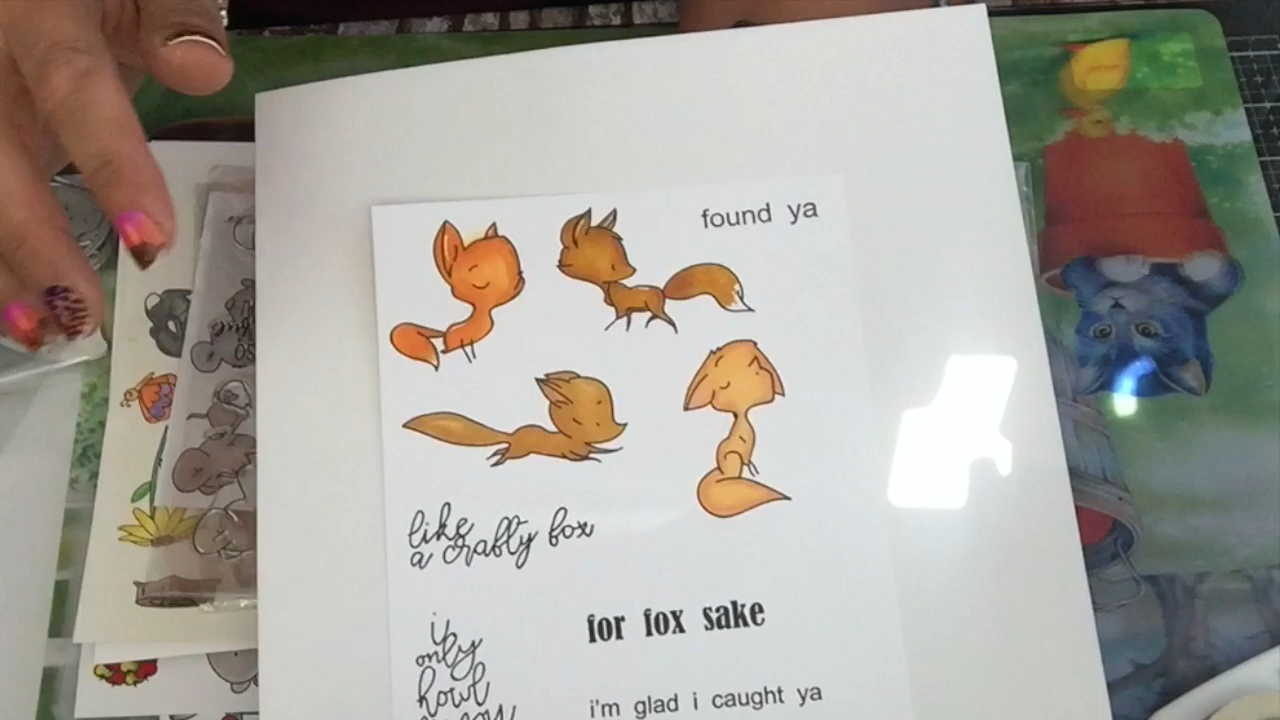 found ya
like
a crafty fox
for fox sake
i
only
howl
i'm glad i caught ya